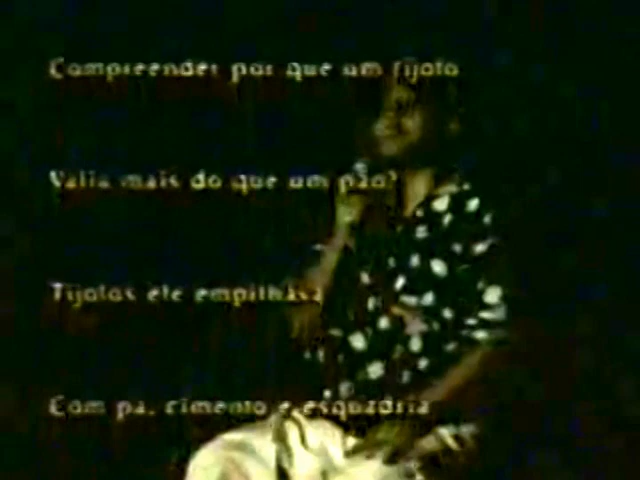 Compreender por que um tijolo
Valia mais do que um pão?
Tijolos ele empilhava
Com pá, cimento e esquadria